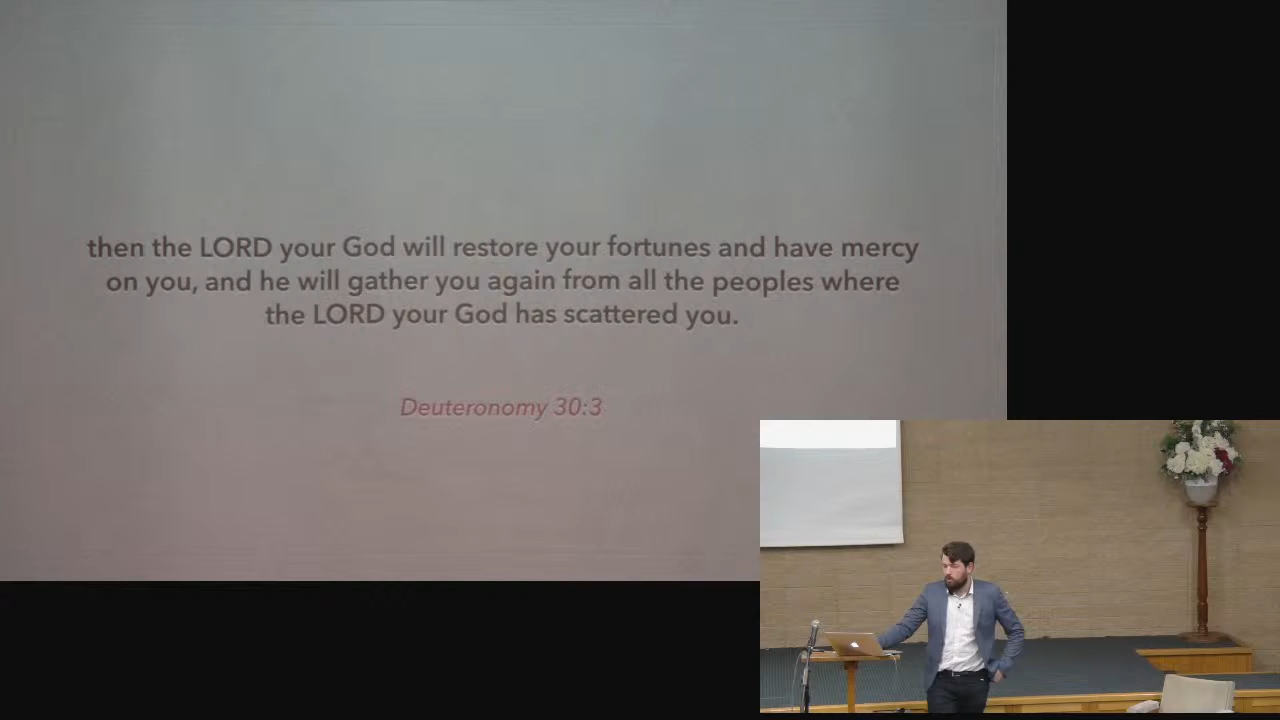 then the LORD your God will restore your fortunes and have mercy
on you, and he will gather you again from all the peoples where
the LORD your God has scattered you.
Deuteronomy 30:3